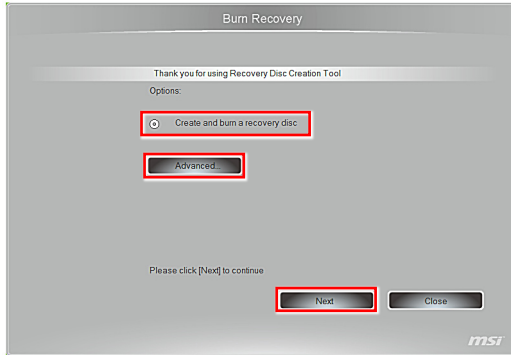 Burn Recovery
Thank you for using Recovery Disc Creation Tool
Options:
Create and burn a recovery disc
Advanced...
Please click [Next] to continue
Next
Close
msi